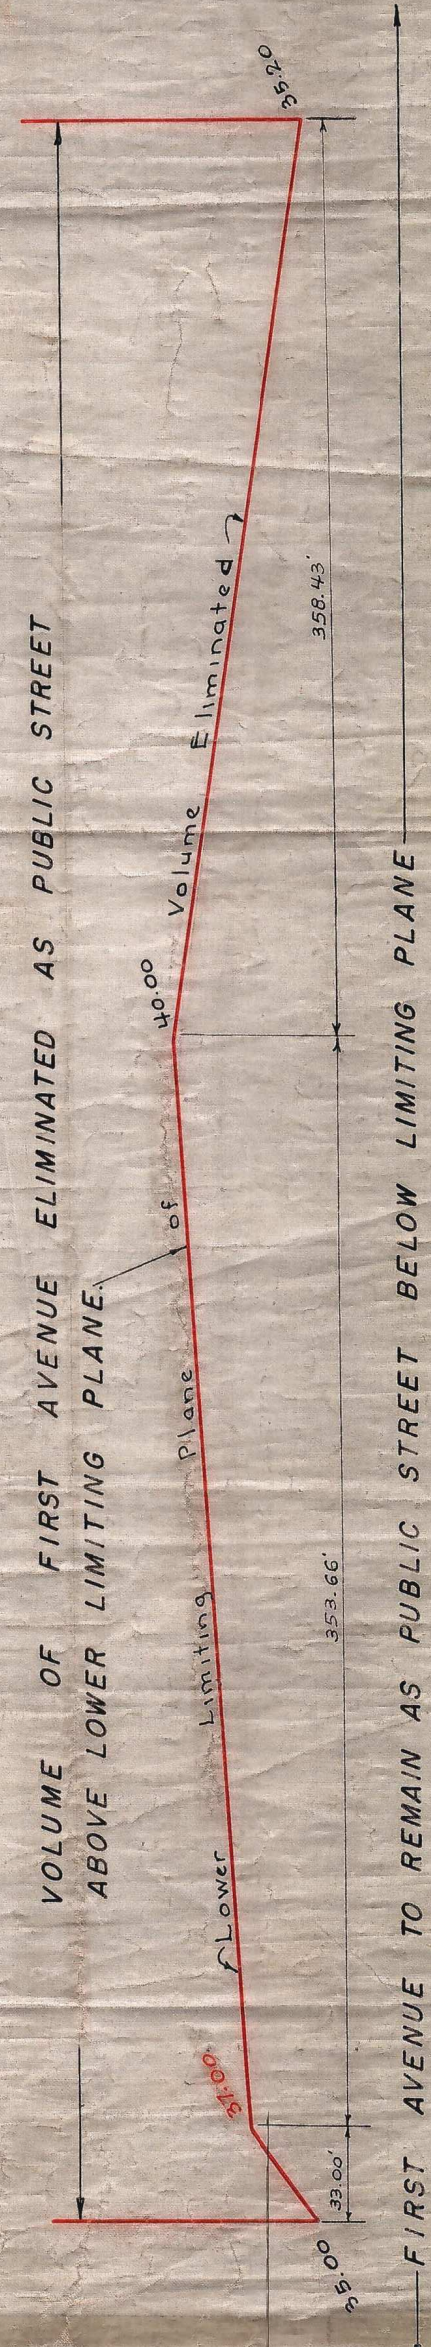 VOLUME OF FIRST AVENUE ELIMINATED AS PUBLIC STREET
ABOVE LOWER LIMITING PLANE.
35.00
37.00
Lower Limiting Plane of Volume Eliminated
40.00
35.20
33.00'
353.66'
358.43'
FIRST AVENUE TO REMAIN AS PUBLIC STREET BELOW LIMITING PLANE